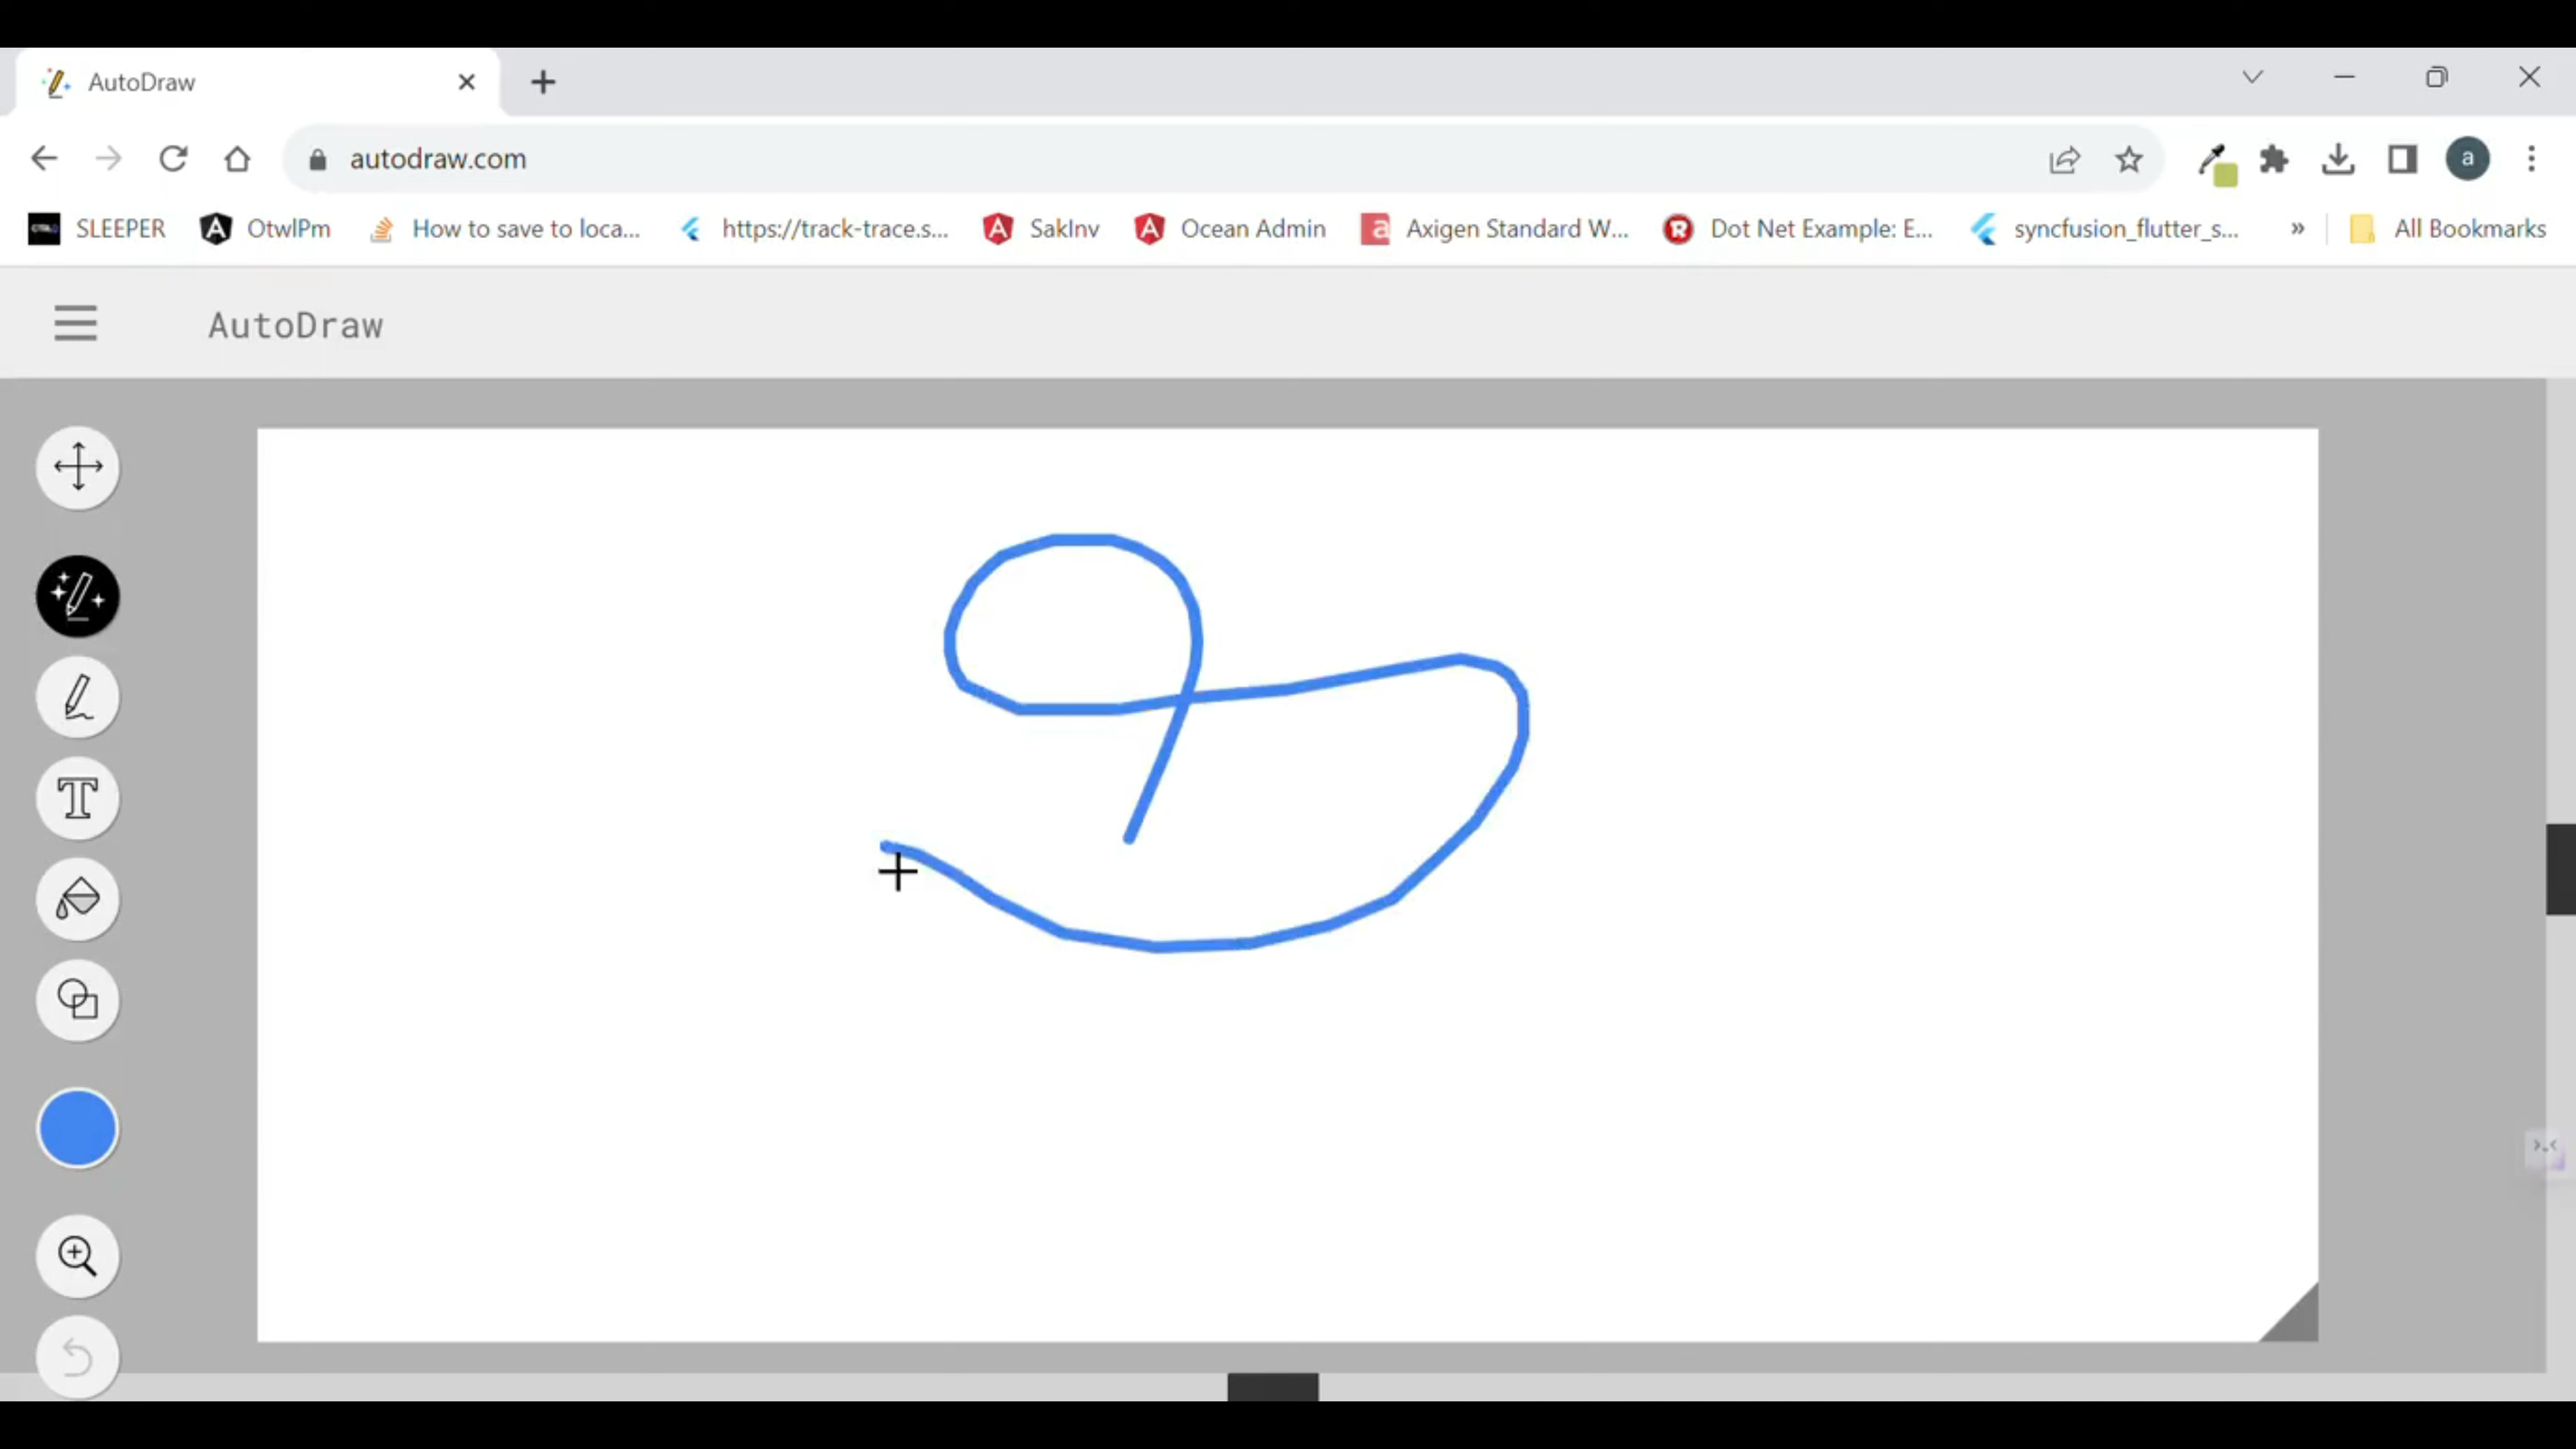 AutoDraw
autodraw.com
a
SLEEPER OtwlPm How to save to loca... https://track-trace.s... SakInv Ocean Admin Axigen Standard W... Dot Net Example: E... syncfusion_flutter_s... » All Bookmarks
AutoDraw
T